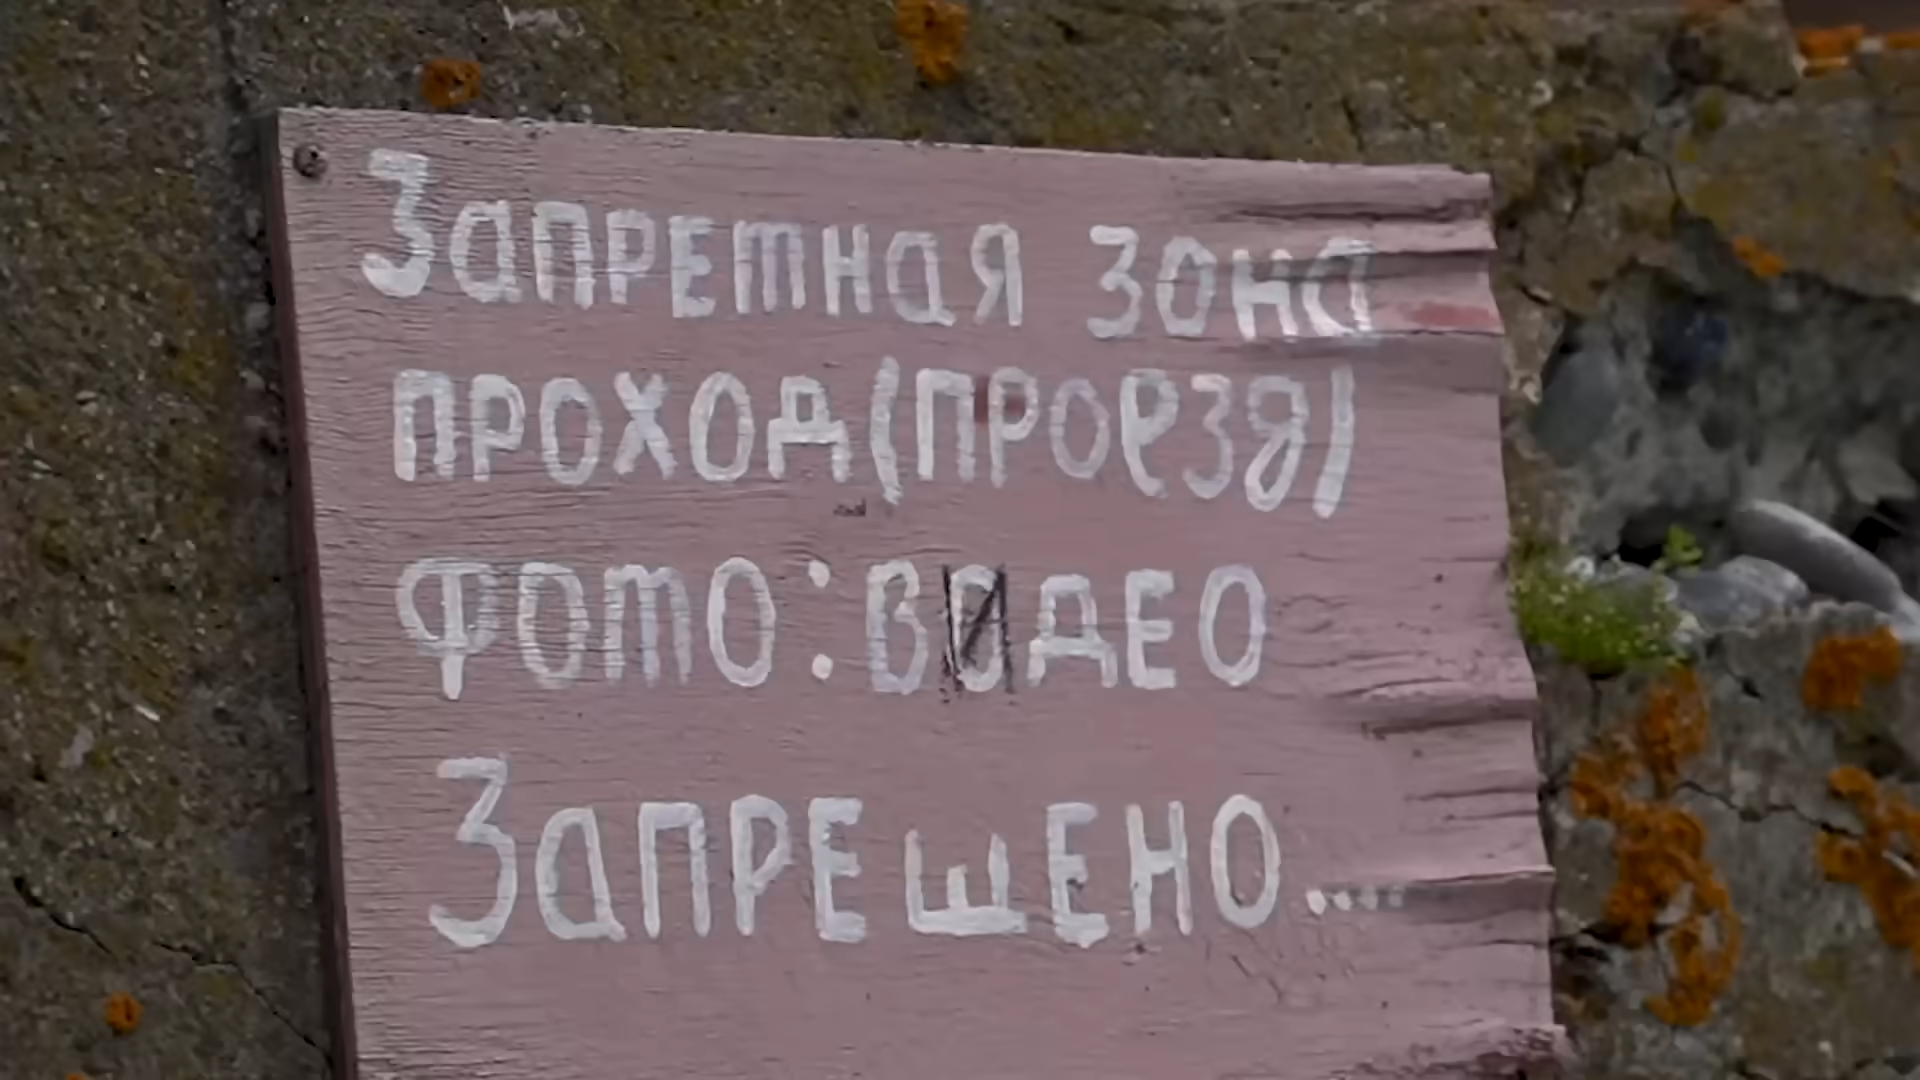 Запретная зона
проход(проезд)
фото:видео
Запрещено....